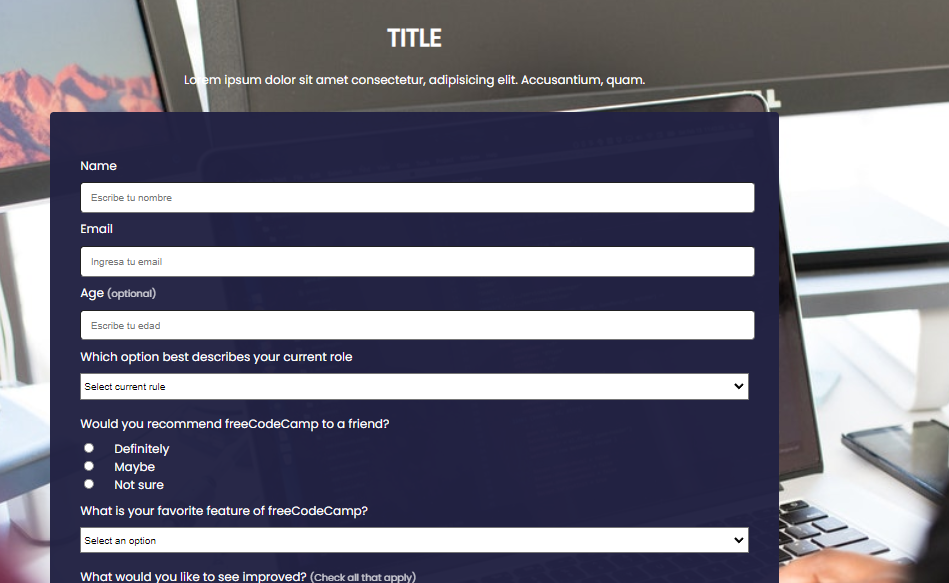 TITLE
Lorem ipsum dolor sit amet consectetur, adipisicing elit. Accusantium, quam.
Name
Escribe tu nombre
Email
Ingresa tu email
Age (optional)
Escribe tu edad
Which option best describes your current role
Select current rule
Would you recommend freeCodeCamp to a friend?
Definitely
Maybe
Not sure
What is your favorite feature of freeCodeCamp?
Select an option
What would you like to see improved? (Check all that apply)